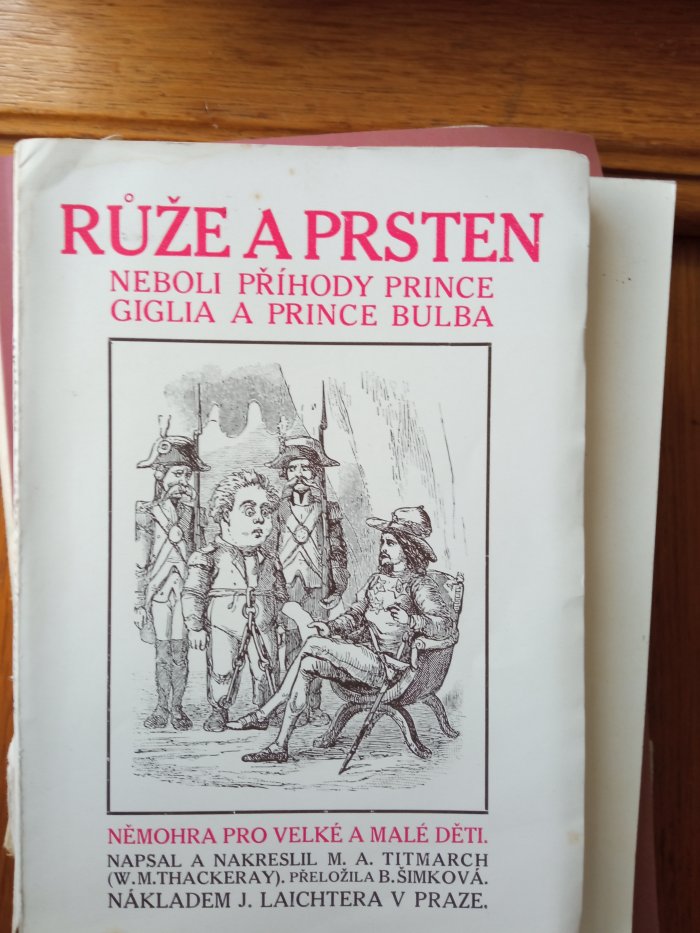 RŮŽE A PRSTEN
NEBOLI PŘÍHODY PRINCE
GIGLIA A PRINCE BULBA
NĚMOHRA PRO VELKÉ A MALÉ DĚTI.
NAPSAL A NAKRESLIL M. A. TITMARCH
(W. M. THACKERAY). PŘELOŽILA B. ŠIMKOVÁ.
NÁKLADEM J. LAICHTERA V PRAZE.